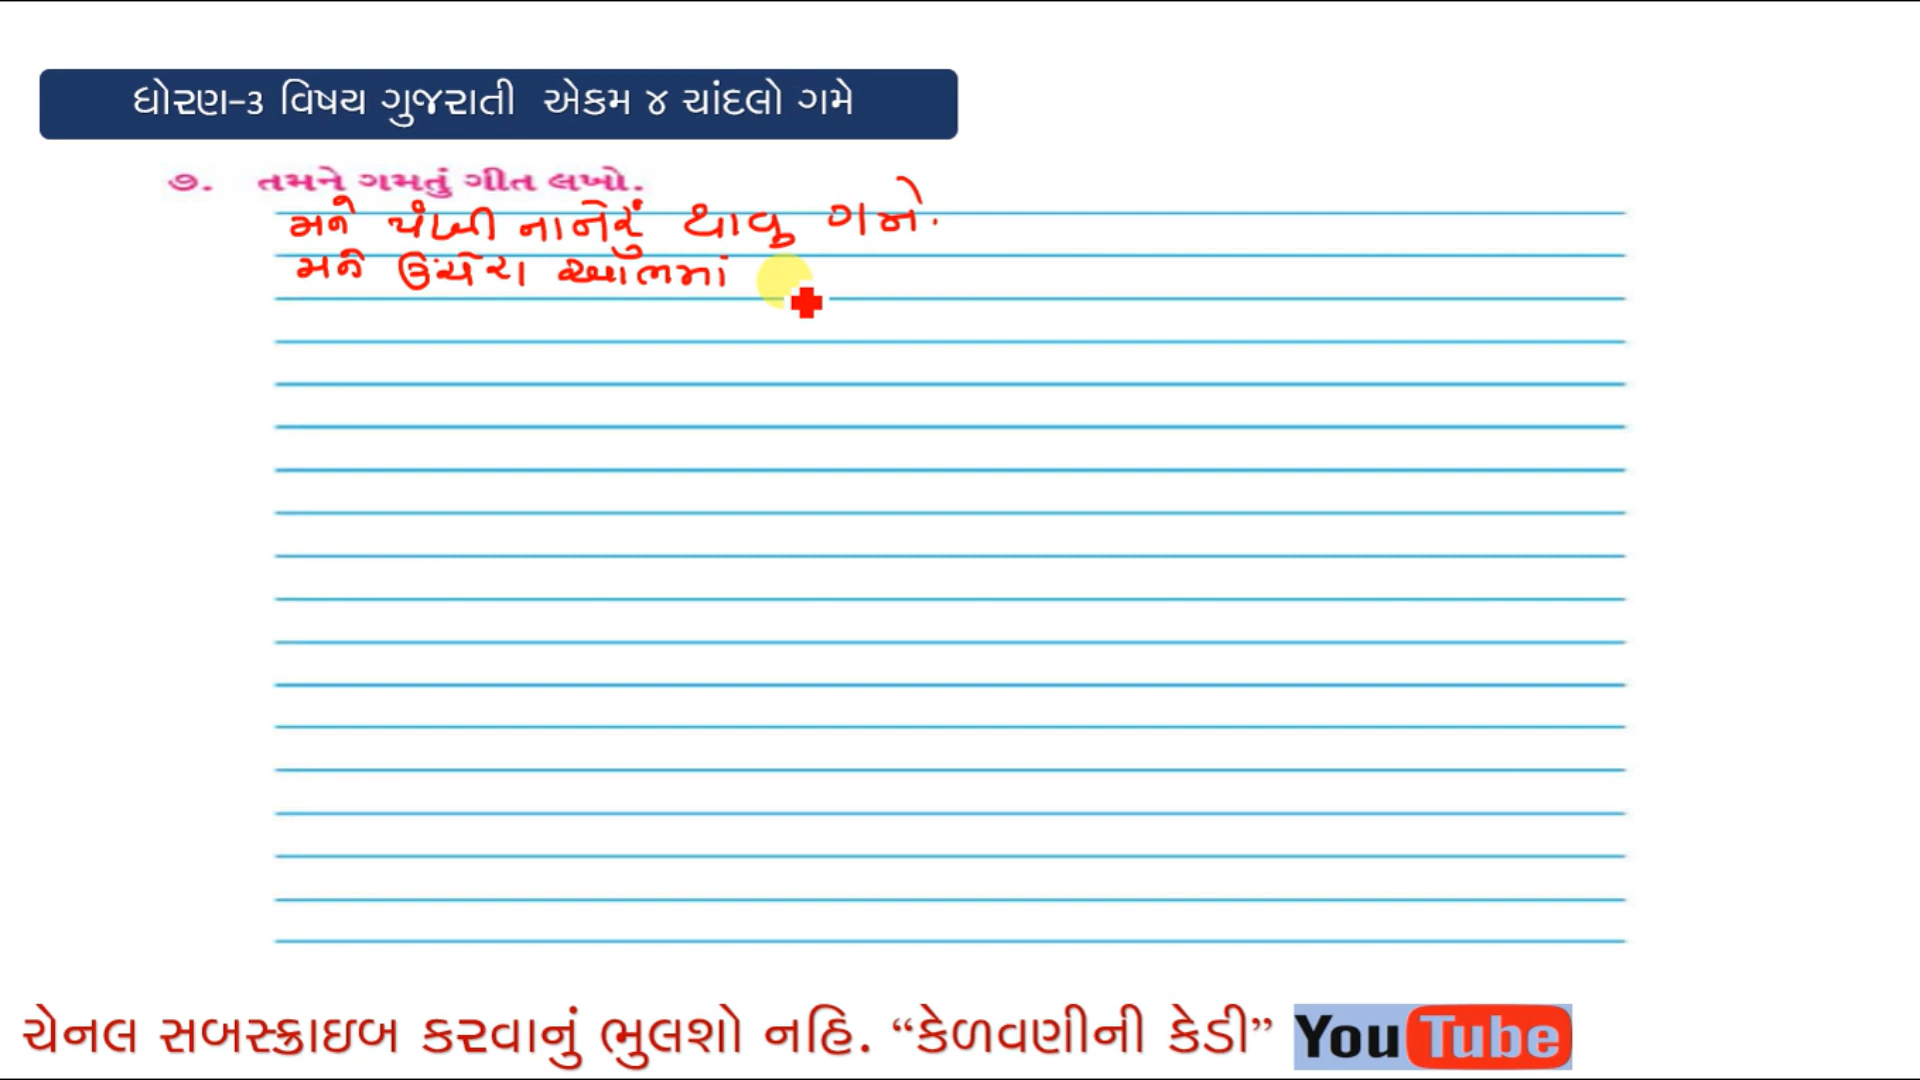 ધોરણ-૩ વિષય ગુજરાતી એકમ ૪ ચાંદલો ગમે
૭. તમને ગમતું ગીત લખો.
મને પંખી નાનેરું થાવુ ગમે.
મને ઉંચેરા આભમાં
ચેનલ સબસ્ક્રાઇબ કરવાનું ભુલશો નહિ. “કેળવણીની કેડી” YouTube